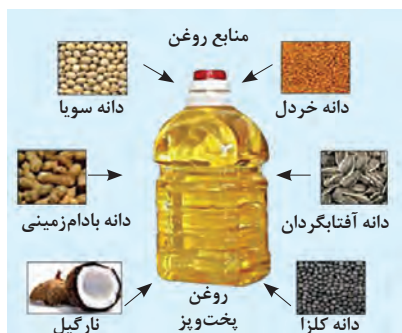 منابع روغن
دانه خردل
دانه سویا
دانه آفتابگردان
دانه بادام‌زمینی
دانه کلزا
روغن
پخت‌وپز
نارگیل